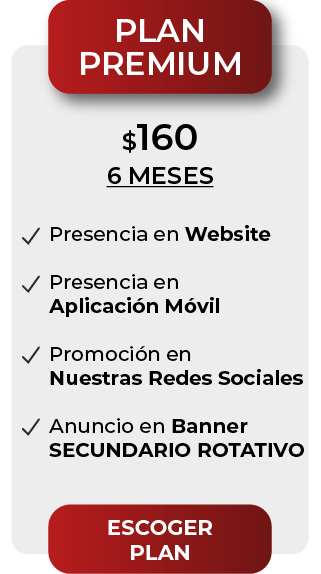 PLAN
PREMIUM
$160
6 MESES
Presencia en Website
Presencia en
Aplicación Móvil
Promoción en
Nuestras Redes Sociales
Anuncio en Banner
SECUNDARIO ROTATIVO
ESCOGER
PLAN